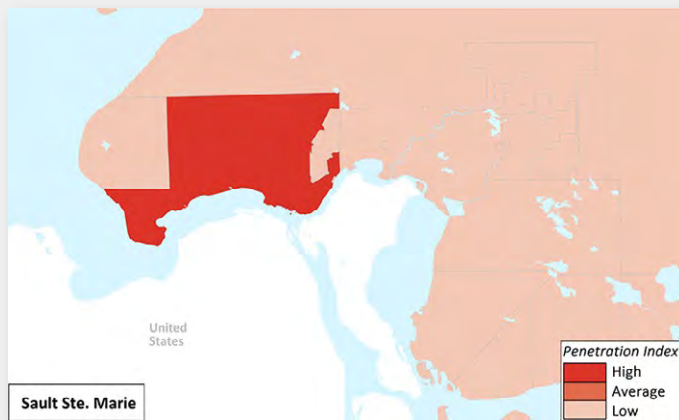 United
States
Penetration Index
High
Average
Low
Sault Ste. Marie